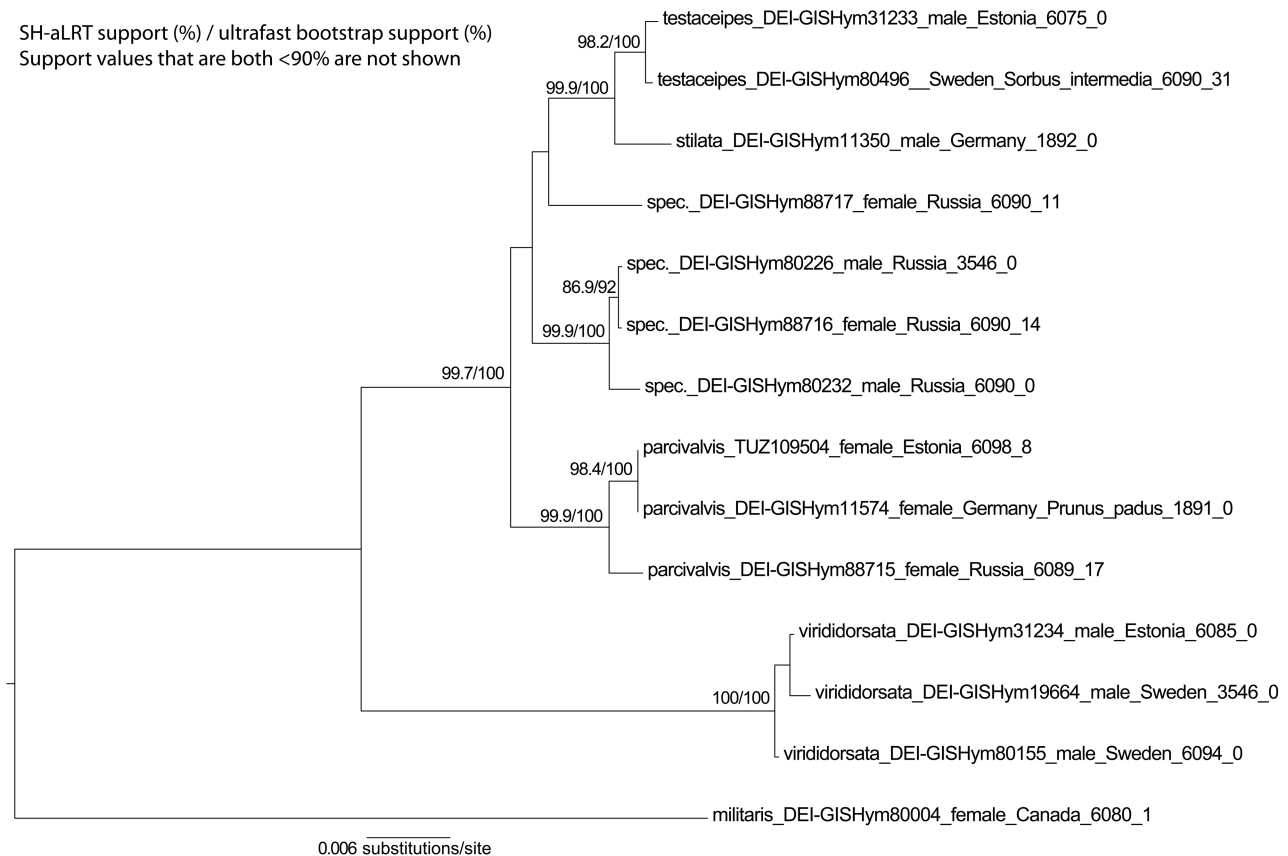 SH-aLRT support (%) / ultrafast bootstrap support (%)
Support values that are both <90% are not shown
testaceipes_DEI-GISHym31233_male_Estonia_6075_0
98.2/100
testaceipes_DEI-GISHym80496__Sweden_Sorbus_intermedia_6090_31
99.9/100
stilata_DEI-GISHym11350_male_Germany_1892_0
spec._DEI-GISHym88717_female_Russia_6090_11
spec._DEI-GISHym80226_male_Russia_3546_0
86.9/92
spec._DEI-GISHym88716_female_Russia_6090_14
99.9/100
99.7/100
spec._DEI-GISHym80232_male_Russia_6090_0
parcivalvis_TUZ109504_female_Estonia_6098_8
98.4/100
parcivalvis_DEI-GISHym11574_female_Germany_Prunus_padus_1891_0
99.9/100
parcivalvis_DEI-GISHym88715_female_Russia_6089_17
virididorsata_DEI-GISHym31234_male_Estonia_6085_0
100/100
virididorsata_DEI-GISHym19664_male_Sweden_3546_0
virididorsata_DEI-GISHym80155_male_Sweden_6094_0
militaris_DEI-GISHym80004_female_Canada_6080_1
0.006 substitutions/site